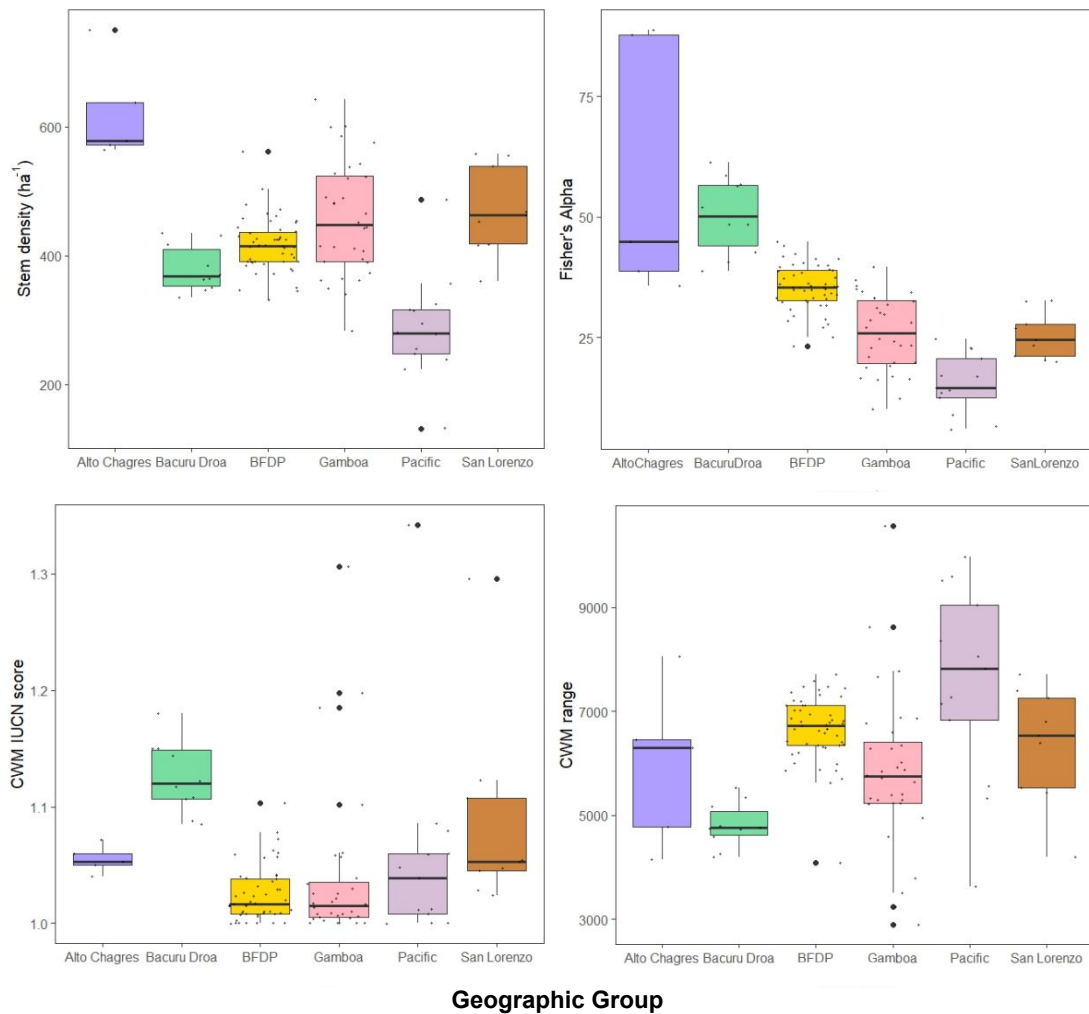 Stem density (ha⁻¹)
600
400
200
Alto Chagres Bacuru Droa BFDP Gamboa Pacific San Lorenzo
Fisher's Alpha
75
50
25
AltoChagres BacuruDroa BFDP Gamboa Pacific SanLorenzo
CWM IUCN score
1.3
1.2
1.1
1.0
Alto Chagres Bacuru Droa BFDP Gamboa Pacific San Lorenzo
CWM range
9000
7000
5000
3000
Alto Chagres Bacuru Droa BFDP Gamboa Pacific San Lorenzo
Geographic Group